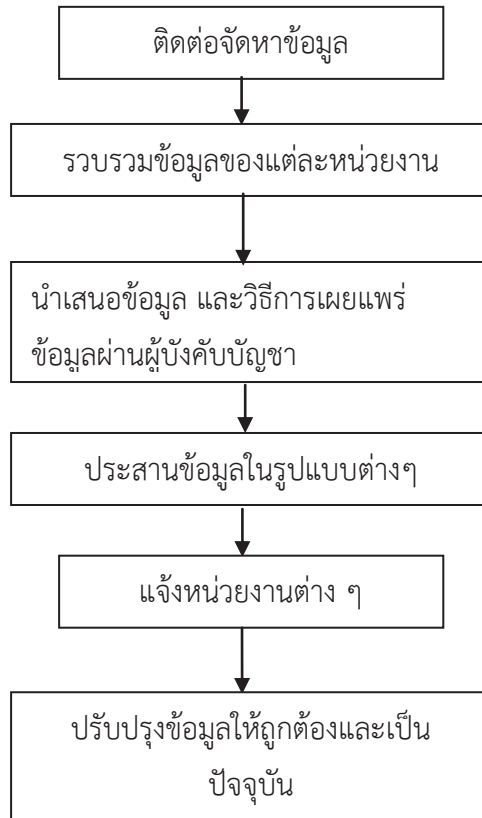 ติดต่อจัดหาข้อมูล
รวบรวมข้อมูลของแต่ละหน่วยงาน
นำเสนอข้อมูล และวิธีการเผยแพร่
ข้อมูลผ่านผู้บังคับบัญชา
ประสานข้อมูลในรูปแบบต่างๆ
แจ้งหน่วยงานต่าง ๆ
ปรับปรุงข้อมูลให้ถูกต้องและเป็น
ปัจจุบัน